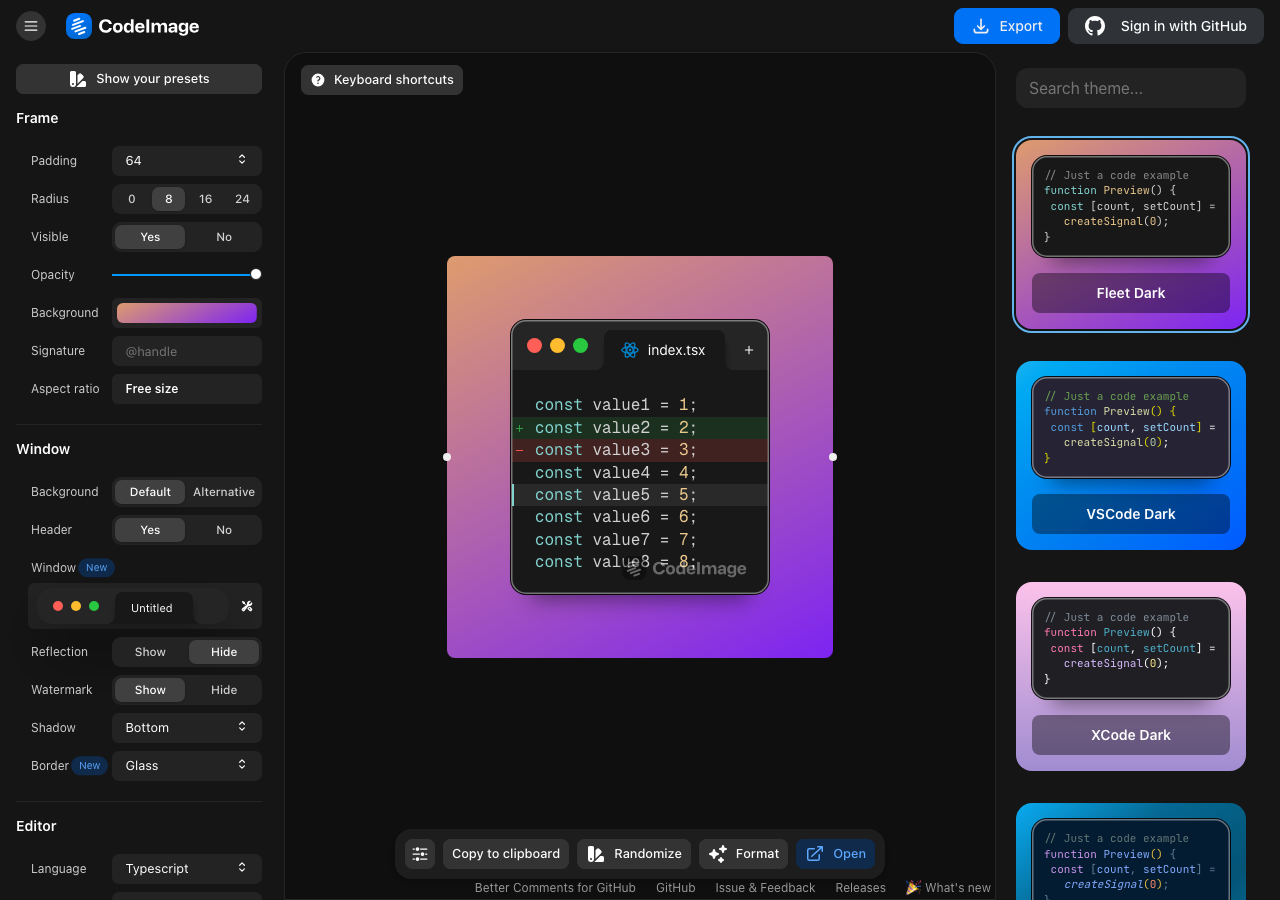 CodeImage
Export
Sign in with GitHub
Show your presets
Frame
Padding
64
Radius
0 8 16 24
Visible
Yes No
Opacity
Background
Signature
@handle
Aspect ratio
Free size
Window
Background
Default Alternative
Header
Yes No
Window New
Untitled
Reflection
Show Hide
Watermark
Show Hide
Shadow
Bottom
Border New
Glass
Editor
Language
Typescript
Keyboard shortcuts
index.tsx
+
const value1 = 1;
+ const value2 = 2;
- const value3 = 3;
const value4 = 4;
const value5 = 5;
const value6 = 6;
const value7 = 7;
const value8 = 8;
CodeImage
Copy to clipboard
Randomize
Format
Open
Better Comments for GitHub
GitHub
Issue & Feedback
Releases
🎉 What's new
Search theme...
// Just a code example
function Preview() {
const [count, setCount] =
createSignal(0);
}
Fleet Dark
// Just a code example
function Preview() {
const [count, setCount] =
createSignal(0);
}
VSCode Dark
// Just a code example
function Preview() {
const [count, setCount] =
createSignal(0);
}
XCode Dark
// Just a code example
function Preview() {
const [count, setCount] =
createSignal(0);
}